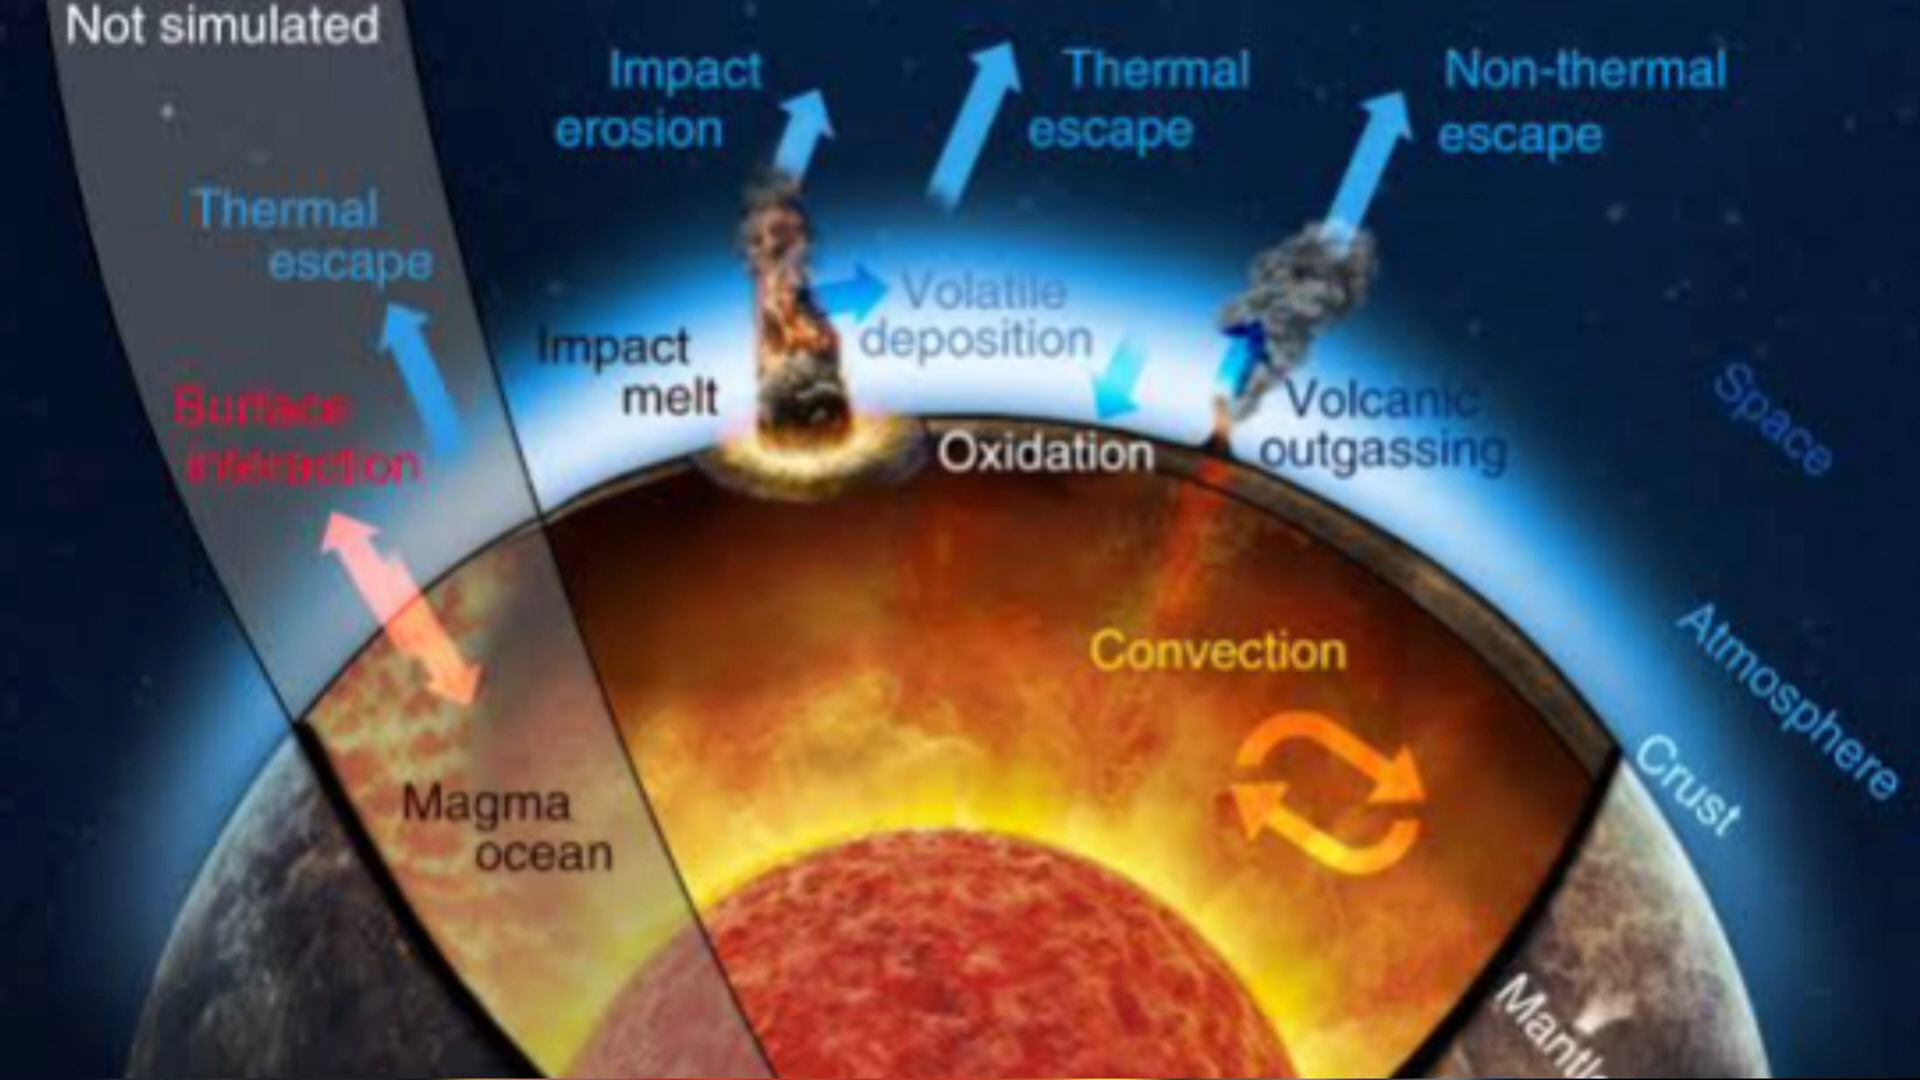 Not simulated
Impact
erosion
Thermal
escape
Non-thermal
escape
Thermal
escape
Volatile
deposition
Impact
melt
Surface
interaction
Oxidation
Volcanic
outgassing
Space
Convection
Atmosphere
Crust
Magma
ocean